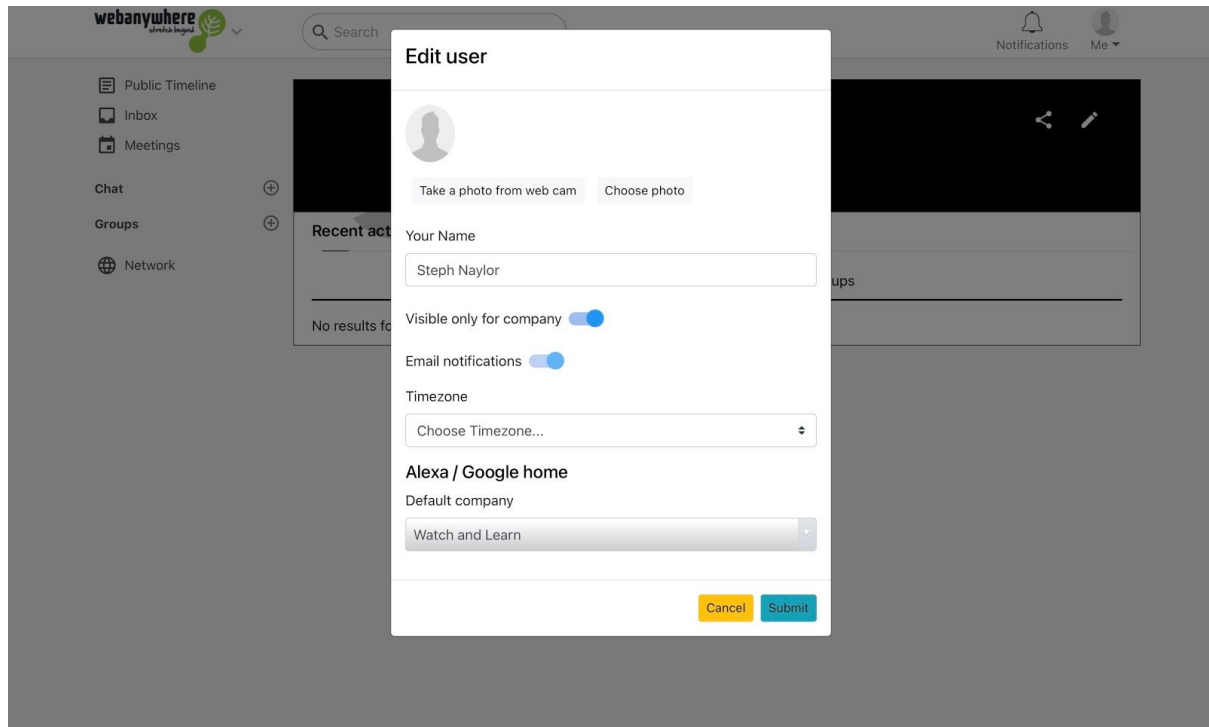 webanywhere
stretch beyond
Search
Notifications
Me
Public Timeline
Inbox
Meetings
Chat
Groups
Network
Recent act
ups
No results fo
Edit user
Take a photo from web cam
Choose photo
Your Name
Steph Naylor
Visible only for company
Email notifications
Timezone
Choose Timezone...
Alexa / Google home
Default company
Watch and Learn
Cancel
Submit